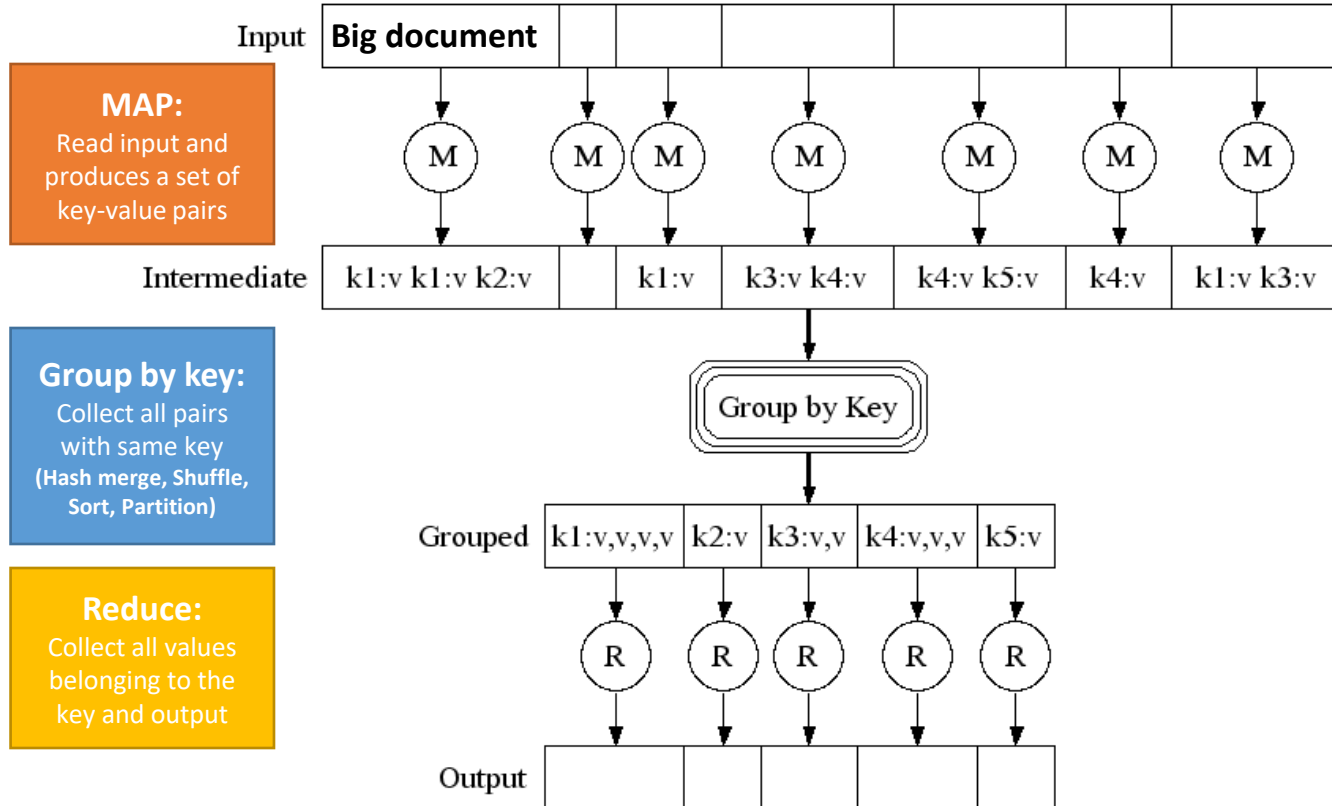 Input Big document
MAP:
Read input and
produces a set of
key-value pairs
M M M M M M M
Intermediate k1:v k1:v k2:v k1:v k3:v k4:v k4:v k5:v k4:v k1:v k3:v
Group by key:
Collect all pairs
with same key
(Hash merge, Shuffle,
Sort, Partition)
Group by Key
Grouped k1:v,v,v,v k2:v k3:v,v k4:v,v,v k5:v
Reduce:
Collect all values
belonging to the
key and output
R R R R R
Output